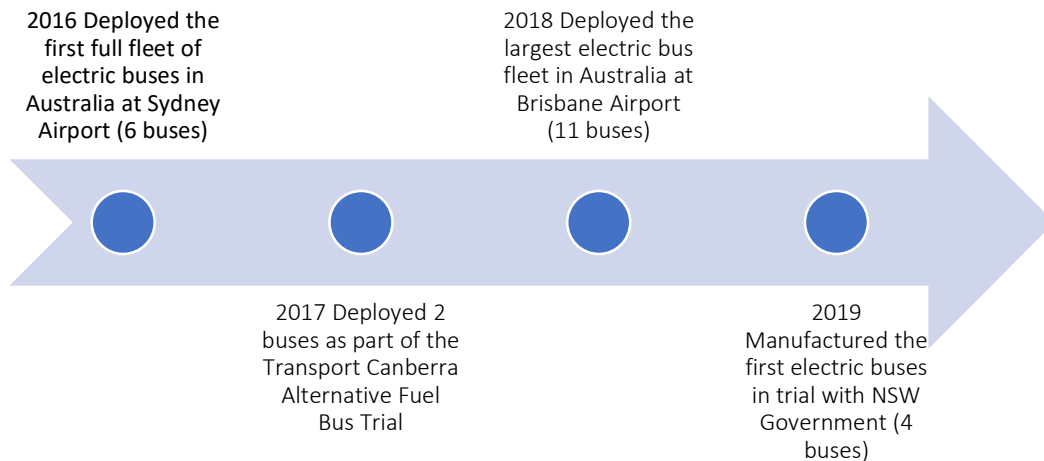 2016 Deployed the
first full fleet of
electric buses in
Australia at Sydney
Airport (6 buses)
2017 Deployed 2
buses as part of the
Transport Canberra
Alternative Fuel
Bus Trial
2018 Deployed the
largest electric bus
fleet in Australia at
Brisbane Airport
(11 buses)
2019
Manufactured the
first electric buses
in trial with NSW
Government (4
buses)